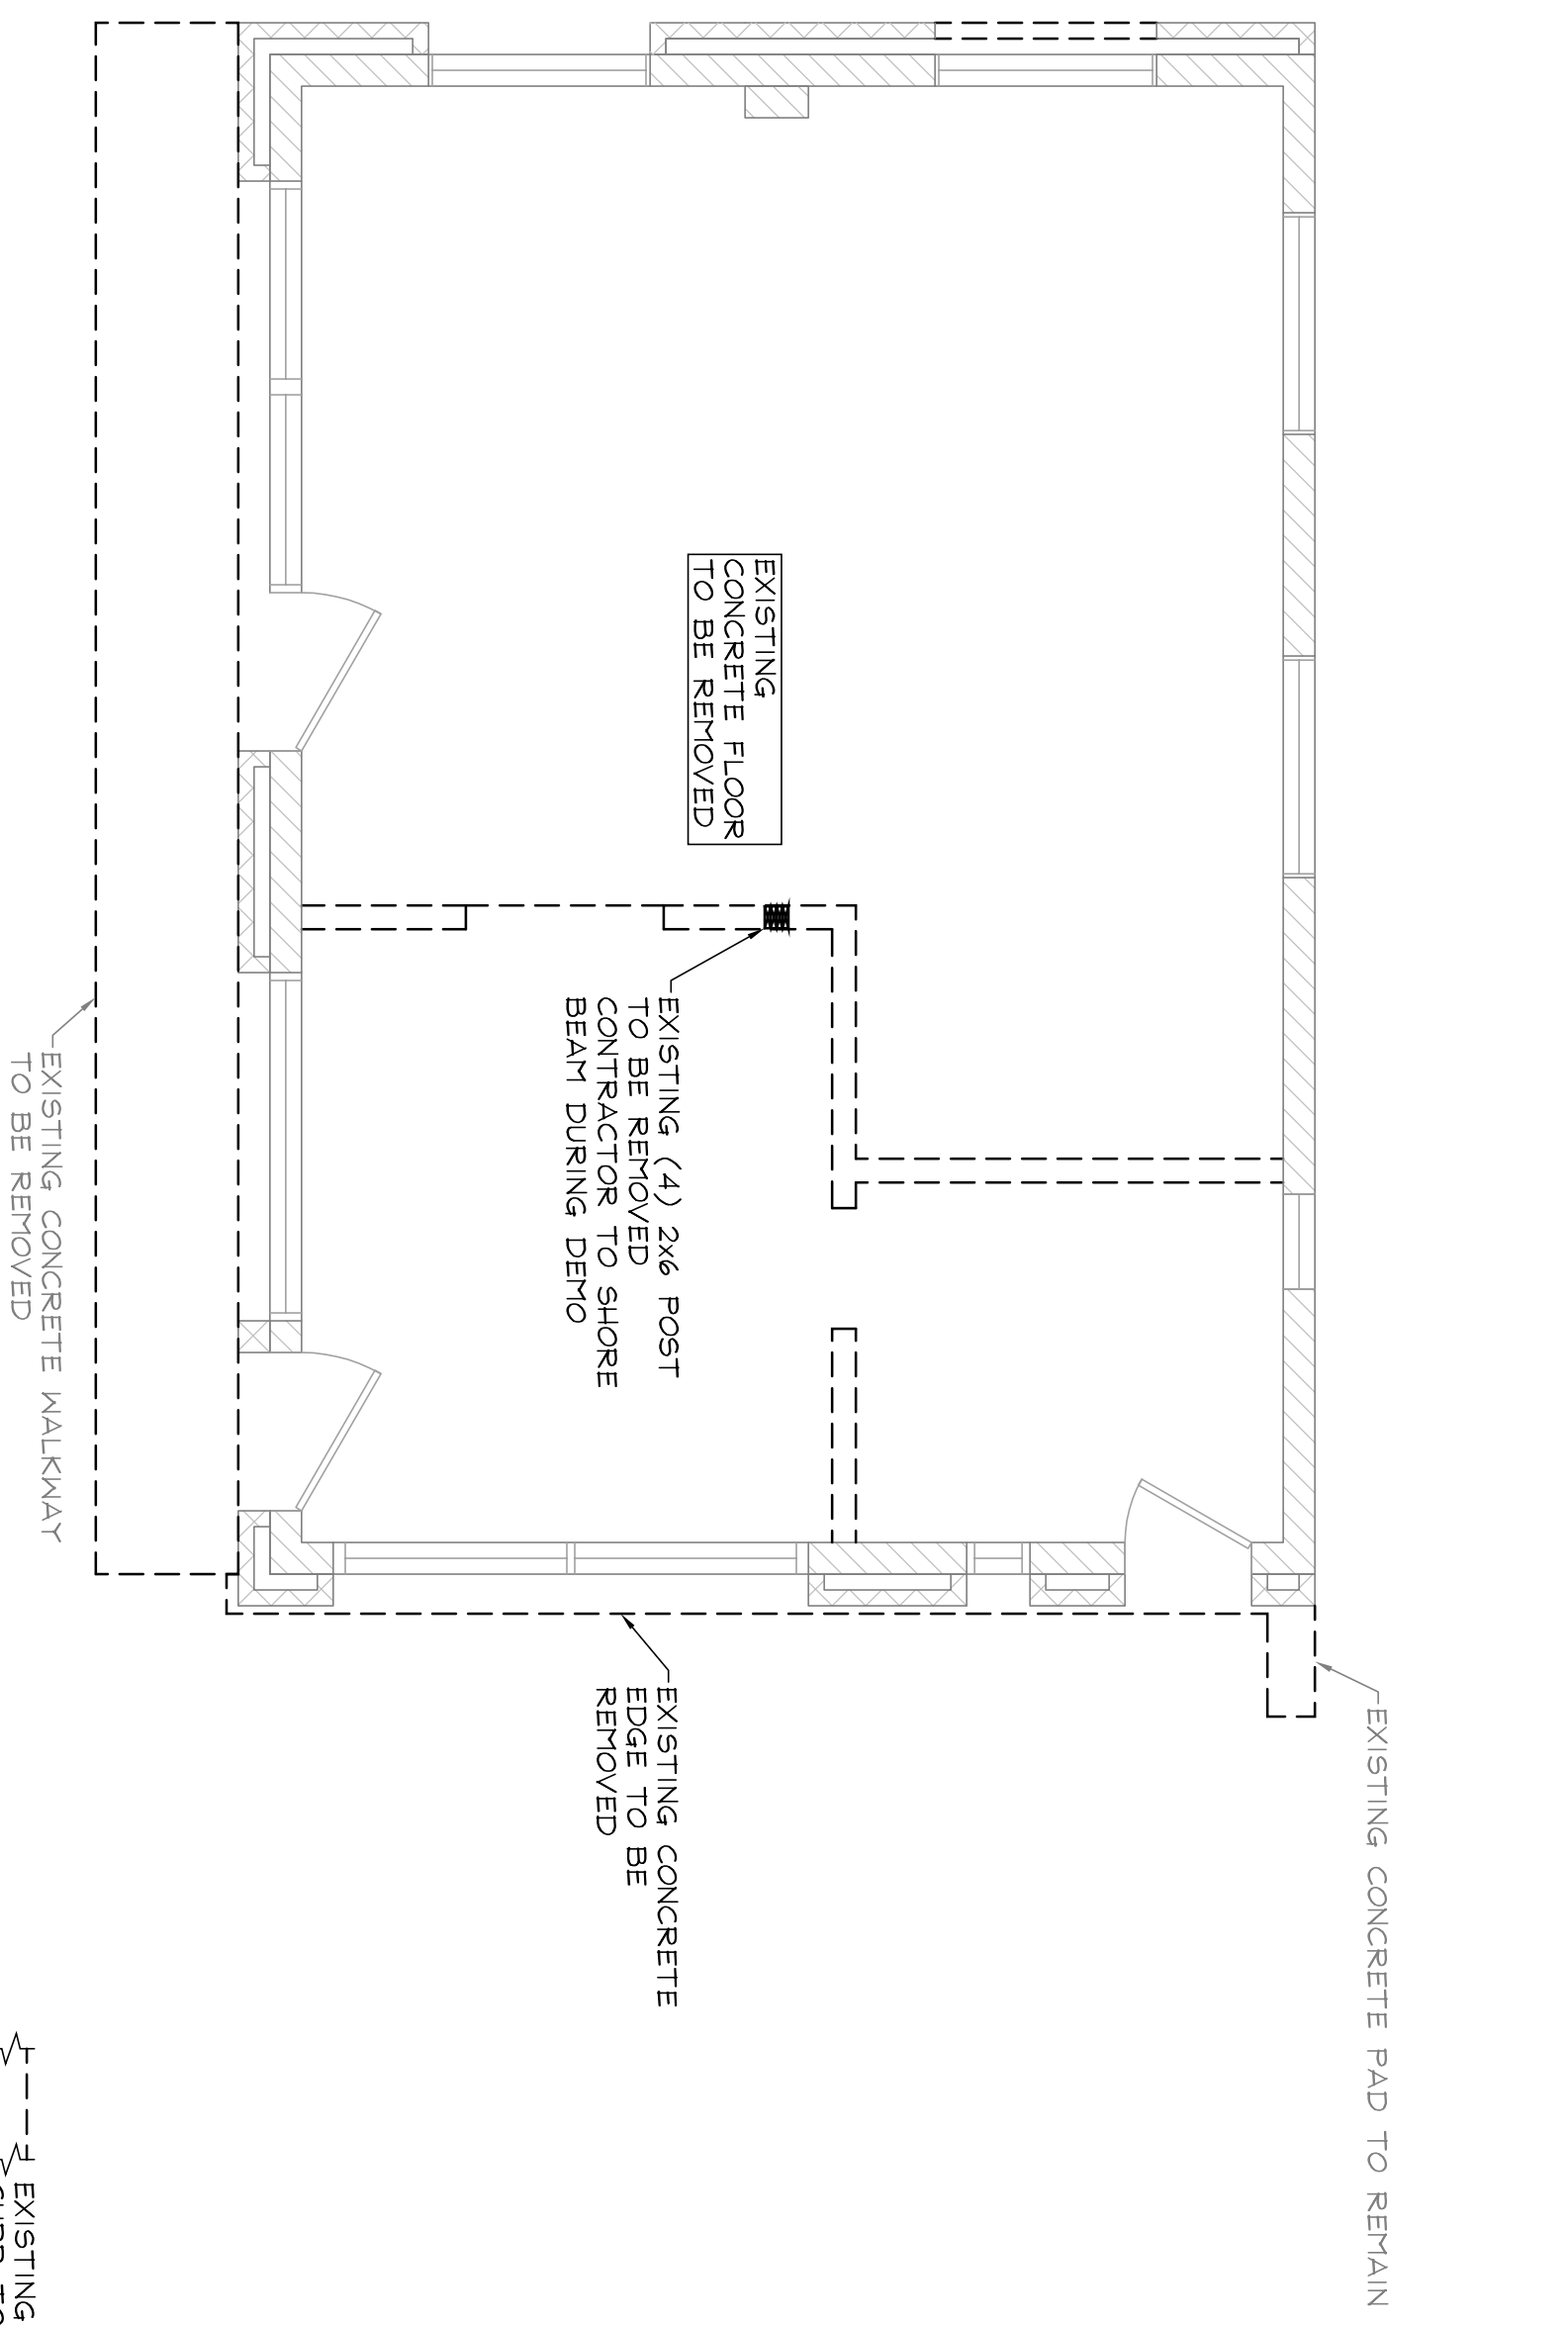 EXISTING CONCRETE PAD TO REMAIN
EXISTING
CONCRETE FLOOR
TO BE REMOVED
EXISTING (4) 2x6 POST
TO BE REMOVED
CONTRACTOR TO SHORE
BEAM DURING DEMO
EXISTING CONCRETE
EDGE TO BE
REMOVED
EXISTING CONCRETE WALKWAY
TO BE REMOVED
EXISTING